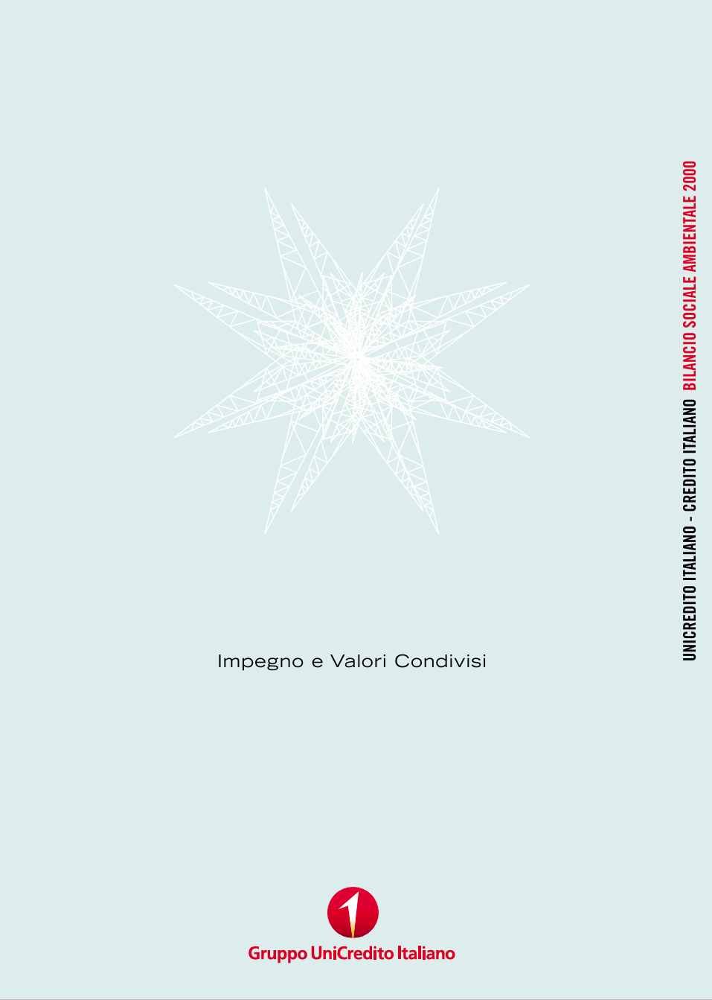 UNICREDITO ITALIANO - CREDITO ITALIANO BILANCIO SOCIALE AMBIENTALE 2000
Impegno e Valori Condivisi
Gruppo UniCredito Italiano